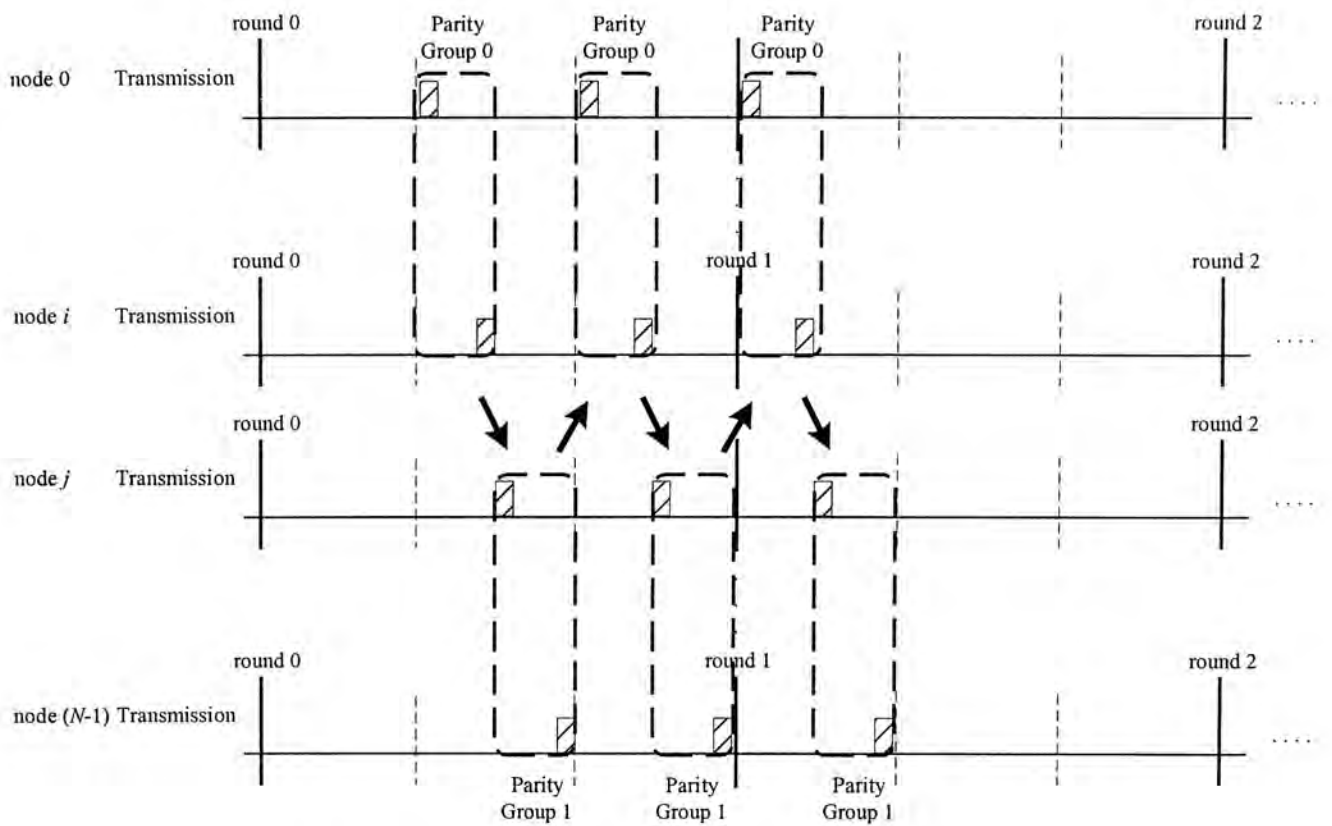 round 0 Parity Parity Parity round 2
Group 0 Group 0 Group 0
node 0 Transmission ....
round 0 round 1 round 2
node i Transmission ....
round 0 round 2
node j Transmission ....
round 0 round 1 round 2
node (N-1) Transmission ....
Parity Parity Parity
Group 1 Group 1 Group 1